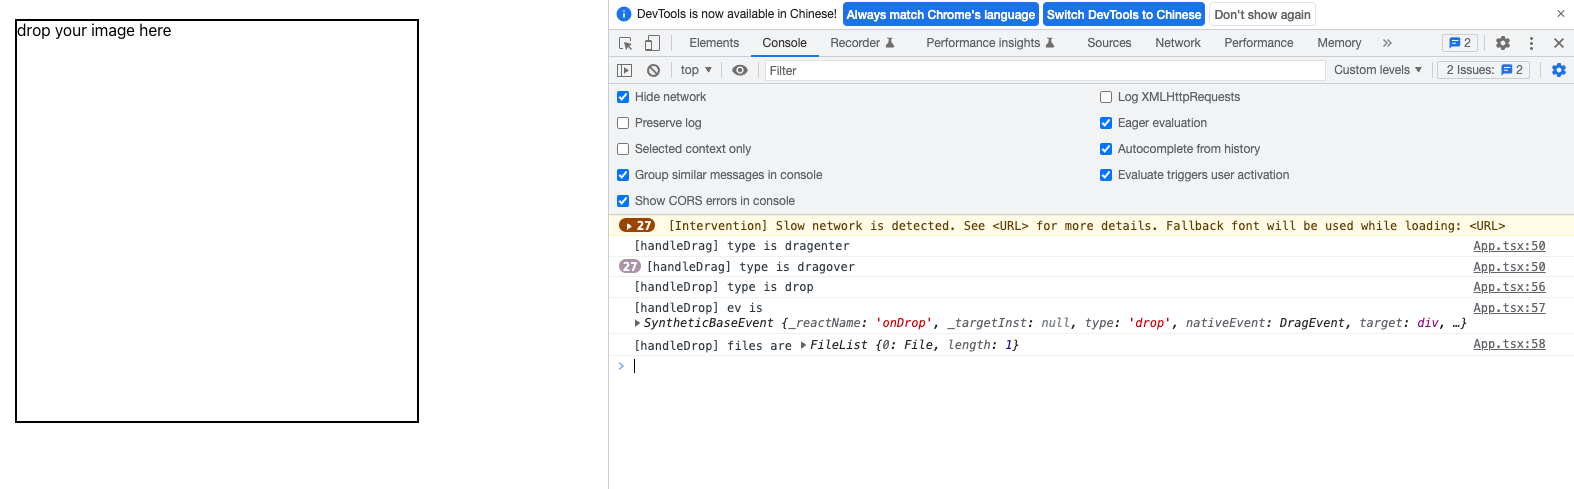 drop your image here
DevTools is now available in Chinese! Always match Chrome's language Switch DevTools to Chinese Don't show again
Elements Console Recorder Performance insights Sources Network Performance Memory 2
top Filter Custom levels 2 Issues: 2
Hide network Log XMLHttpRequests
Preserve log Eager evaluation
Selected context only Autocomplete from history
Group similar messages in console Evaluate triggers user activation
Show CORS errors in console
27 [Intervention] Slow network is detected. See <URL> for more details. Fallback font will be used while loading: <URL>
[handleDrag] type is dragenter App.tsx:50
27 [handleDrag] type is dragover App.tsx:50
[handleDrop] type is drop App.tsx:56
[handleDrop] ev is App.tsx:57
SyntheticBaseEvent {_reactName: 'onDrop', _targetInst: null, type: 'drop', nativeEvent: DragEvent, target: div, …}
[handleDrop] files are FileList {0: File, length: 1} App.tsx:58